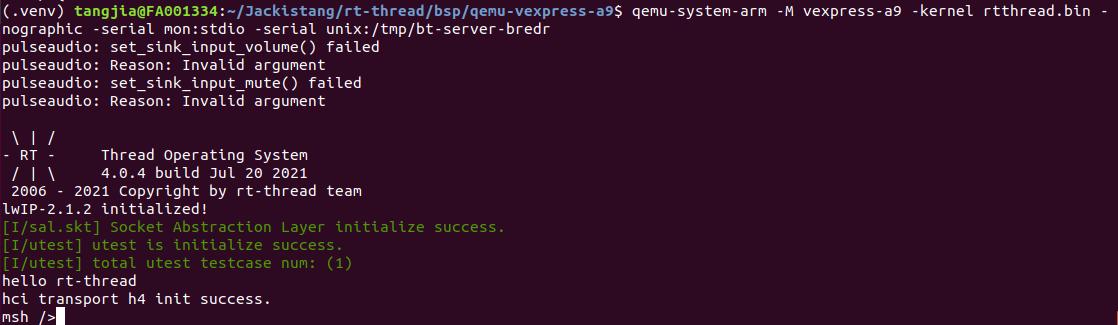 (.venv) tangjia@FA001334:~/Jackistang/rt-thread/bsp/qemu-vexpress-a9$ qemu-system-arm -M vexpress-a9 -kernel rtthread.bin -
nographic -serial mon:stdio -serial unix:/tmp/bt-server-bredr
pulseaudio: set_sink_input_volume() failed
pulseaudio: Reason: Invalid argument
pulseaudio: set_sink_input_mute() failed
pulseaudio: Reason: Invalid argument
 \ | /
- RT -     Thread Operating System
 / | \     4.0.4 build Jul 20 2021
 2006 - 2021 Copyright by rt-thread team
lwIP-2.1.2 initialized!
[I/sal.skt] Socket Abstraction Layer initialize success.
[I/utest] utest is initialize success.
[I/utest] total utest testcase num: (1)
hello rt-thread
hci transport h4 init success.
msh />